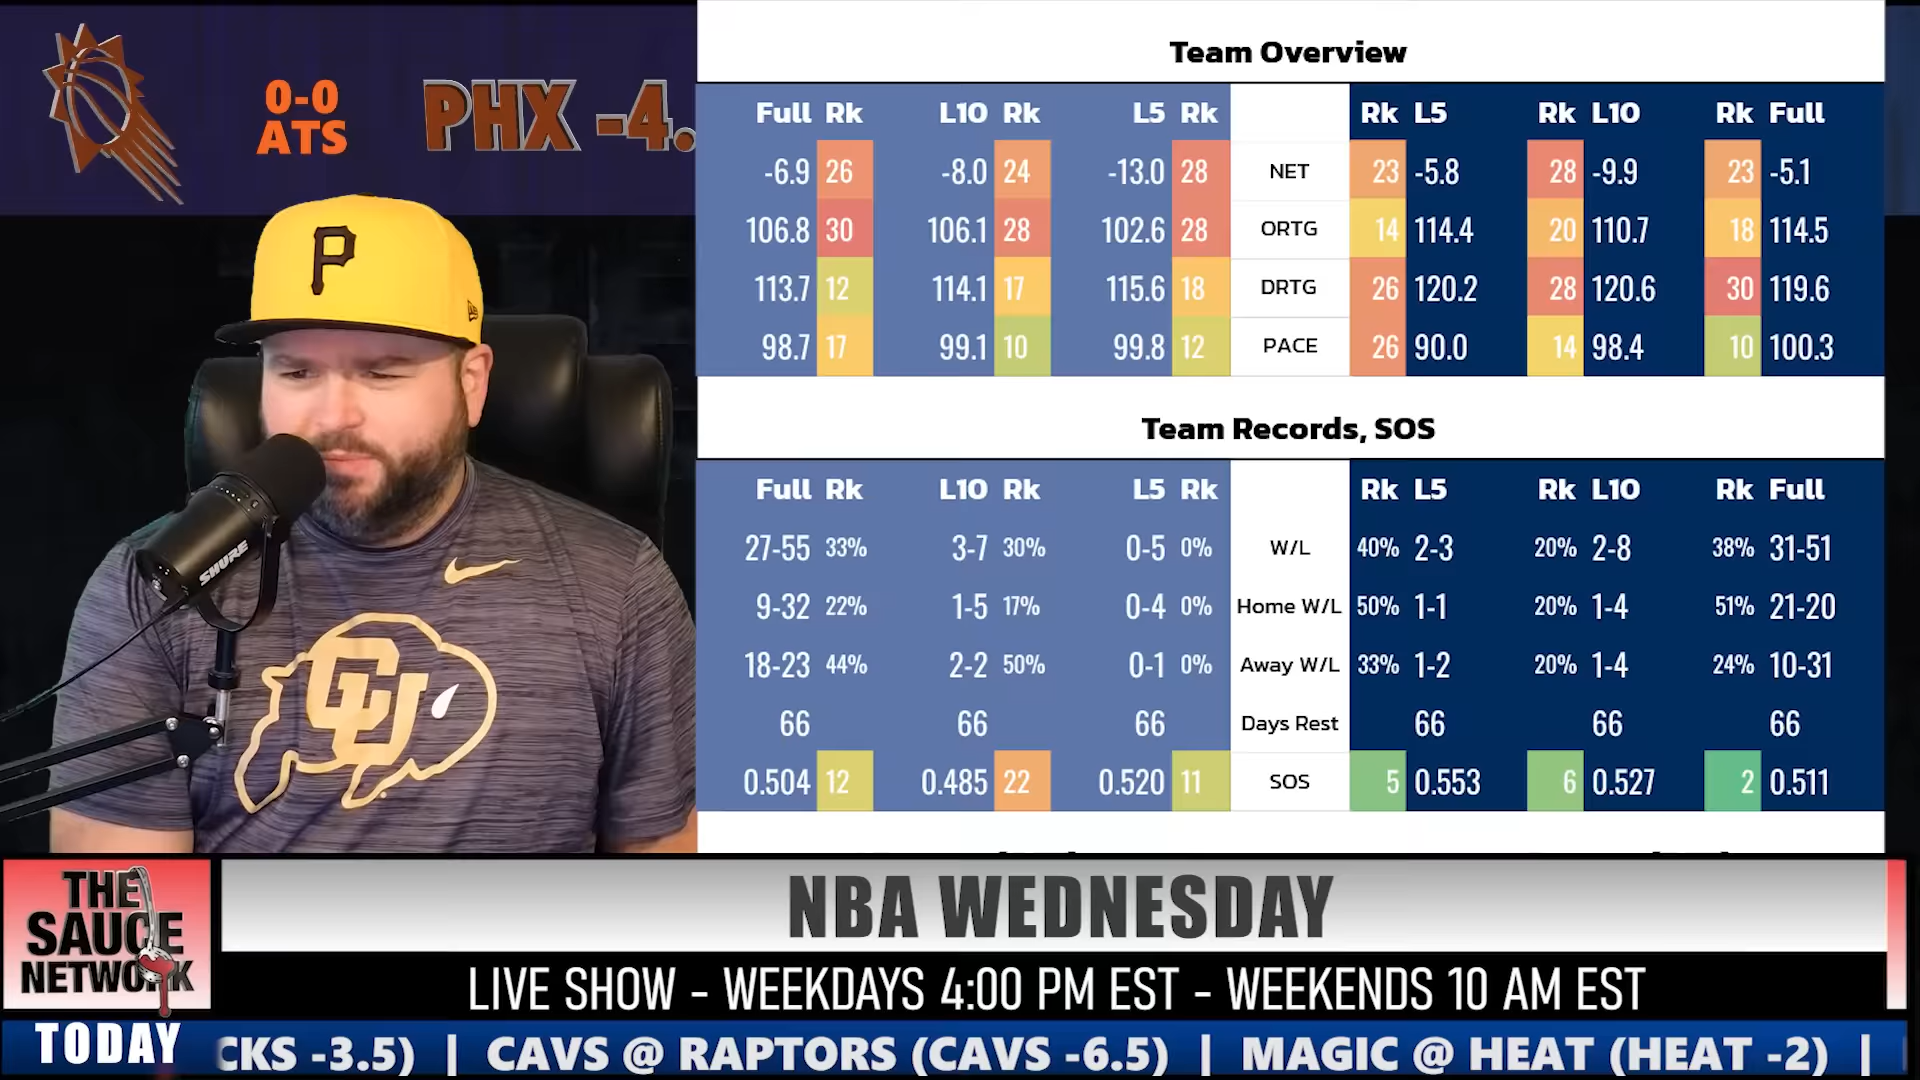 0-0
ATS
PHX -4.
P
SHURE
CU
Team Overview
Full Rk L10 Rk L5 Rk Rk L5 Rk L10 Rk Full
-6.9 26 -8.0 24 -13.0 28 NET 23 -5.8 28 -9.9 23 -5.1
106.8 30 106.1 28 102.6 28 ORTG 14 114.4 20 110.7 18 114.5
113.7 12 114.1 17 115.6 18 DRTG 26 120.2 28 120.6 30 119.6
98.7 17 99.1 10 99.8 12 PACE 26 90.0 14 98.4 10 100.3
Team Records, SOS
Full Rk L10 Rk L5 Rk Rk L5 Rk L10 Rk Full
27-55 33% 3-7 30% 0-5 0% W/L 40% 2-3 20% 2-8 38% 31-51
9-32 22% 1-5 17% 0-4 0% Home W/L 50% 1-1 20% 1-4 51% 21-20
18-23 44% 2-2 50% 0-1 0% Away W/L 33% 1-2 20% 1-4 24% 10-31
66 66 66 Days Rest 66 66 66
0.504 12 0.485 22 0.520 11 SOS 5 0.553 6 0.527 2 0.511
THE
SAUCE
NETWORK
NBA WEDNESDAY
LIVE SHOW - WEEKDAYS 4:00 PM EST - WEEKENDS 10 AM EST
TODAY
CKS -3.5) | CAVS @ RAPTORS (CAVS -6.5) | MAGIC @ HEAT (HEAT -2) |